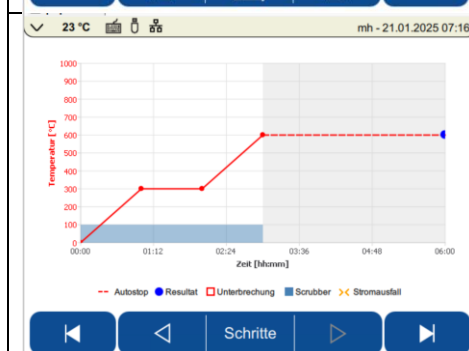 23 °C
mh - 21.01.2025 07:16
1000
900
800
700
600
500
400
300
200
100
0
Temperatur [°C]
00:00 01:12 02:24 03:36 04:48 06:00
Zeit [hh:mm]
Autostop Resultat Unterbrechung Scrubber Stromausfall
Schritte